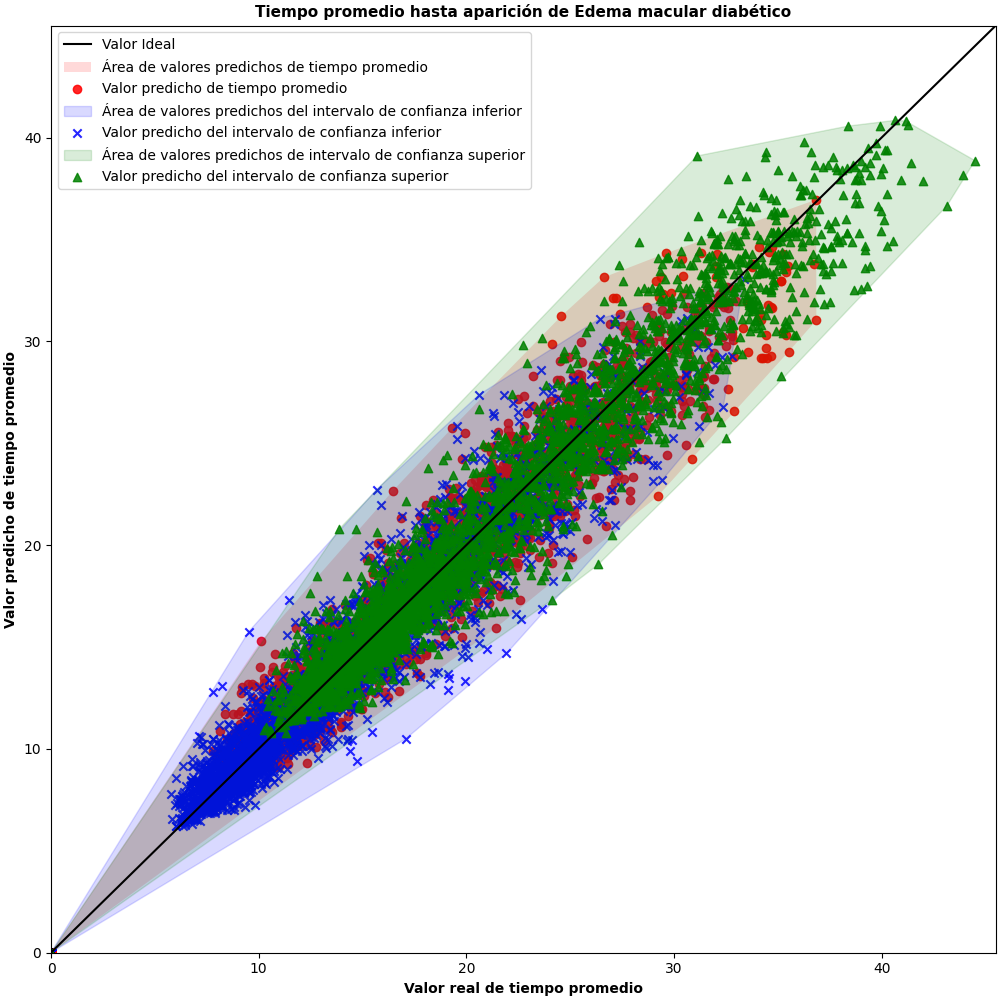 Tiempo promedio hasta aparición de Edema macular diabético
Valor Ideal
Área de valores predichos de tiempo promedio
Valor predicho de tiempo promedio
Área de valores predichos del intervalo de confianza inferior
Valor predicho del intervalo de confianza inferior
Área de valores predichos de intervalo de confianza superior
Valor predicho del intervalo de confianza superior
Valor predicho de tiempo promedio
40
30
20
10
0
0 10 20 30 40
Valor real de tiempo promedio